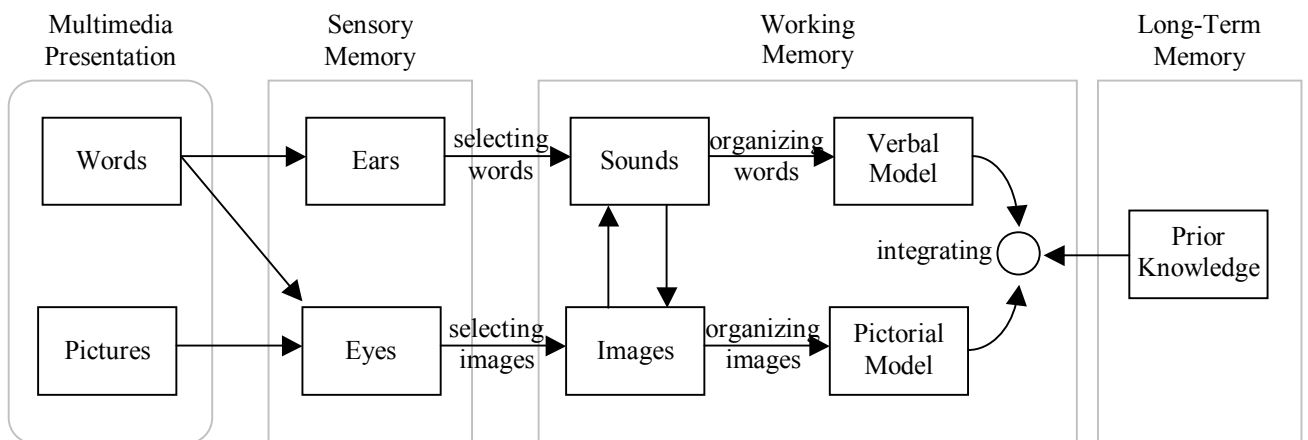 Multimedia
Presentation
Sensory
Memory
Working
Memory
Long-Term
Memory
Words
Ears
selecting
words
Sounds
organizing
words
Verbal
Model
integrating
Prior
Knowledge
Pictures
Eyes
selecting
images
Images
organizing
images
Pictorial
Model